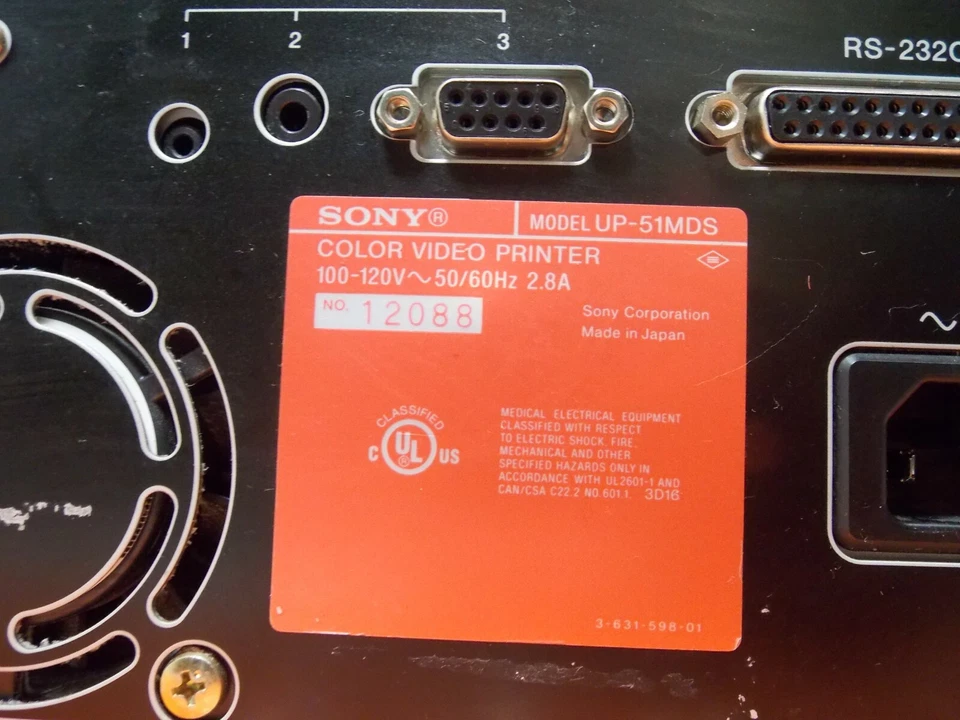 1 2 3
RS-232C
SONY®
MODEL UP-51MDS
COLOR VIDEO PRINTER
100-120V～50/60Hz 2.8A
NO. 12088
Sony Corporation
Made in Japan
CLASSIFIED
C UL® US
MEDICAL ELECTRICAL EQUIPMENT
CLASSIFIED WITH RESPECT
TO ELECTRIC SHOCK, FIRE,
MECHANICAL AND OTHER
SPECIFIED HAZARDS ONLY IN
ACCORDANCE WITH UL2601-1 AND
CAN/CSA C22.2 NO.601.1. 3D16
3-631-598-01
～